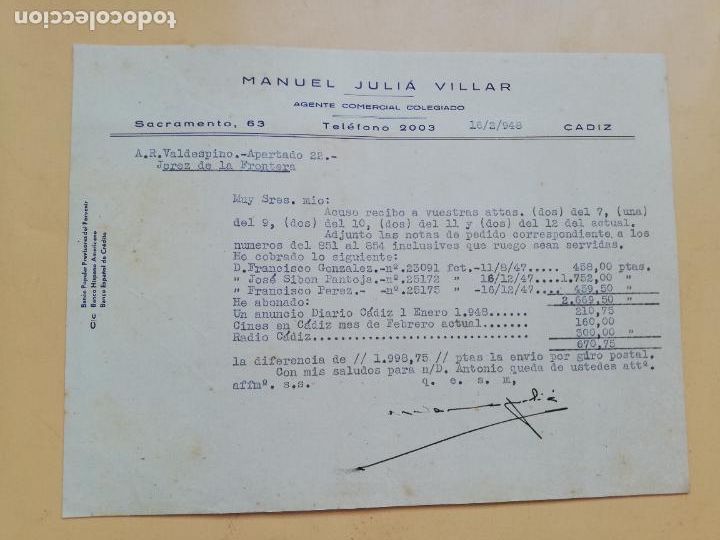 todocoleccion
MANUEL JULIÁ VILLAR
AGENTE COMERCIAL COLEGIADO
Sacramento, 63 Teléfono 2003 16/2/948 CADIZ
A.R.Valdespino.-Apartado 22.-
Jerez de la Frontera
Muy Sres. mio:
Acuso recibo a vuestras attas. (dos) del 7, (una)
del 9, (dos) del 10, (dos) del 11 y (dos) del 12 del actual.
Adjunto las notas de pedido correspondiente a los
numeros del 851 al 854 inclusives que ruego sean servidas.
He cobrado lo siguiente:
D.Francisco Gonzalez.-nº.23091 fct.-11/8/47..... 458,00 ptas.
" José Sibon Pantoja.-nº.25172 " 16/12/47....1.752,00 "
" Francisco Perez.- -nº.25175 " -16/12/47.... 459.50 "
2.669.50 "
He abonado:
Un anuncio Diario Cádiz 1 Enero 1.948...... 210,75
Cines en Cádiz mes de Febrero actual....... 160,00
Radio Cádiz................................ 300,00 "
670,75
la diferencia de // 1.998,75 // ptas la envio por giro postal.
Con mis saludos para n/D. Antonio queda de ustedes attº.
affmº. s.s. q. e. s. m,
C/c
Banco Popular Previsores del Porvenir
Banco Hispano Americano
Banco Español de Crédito